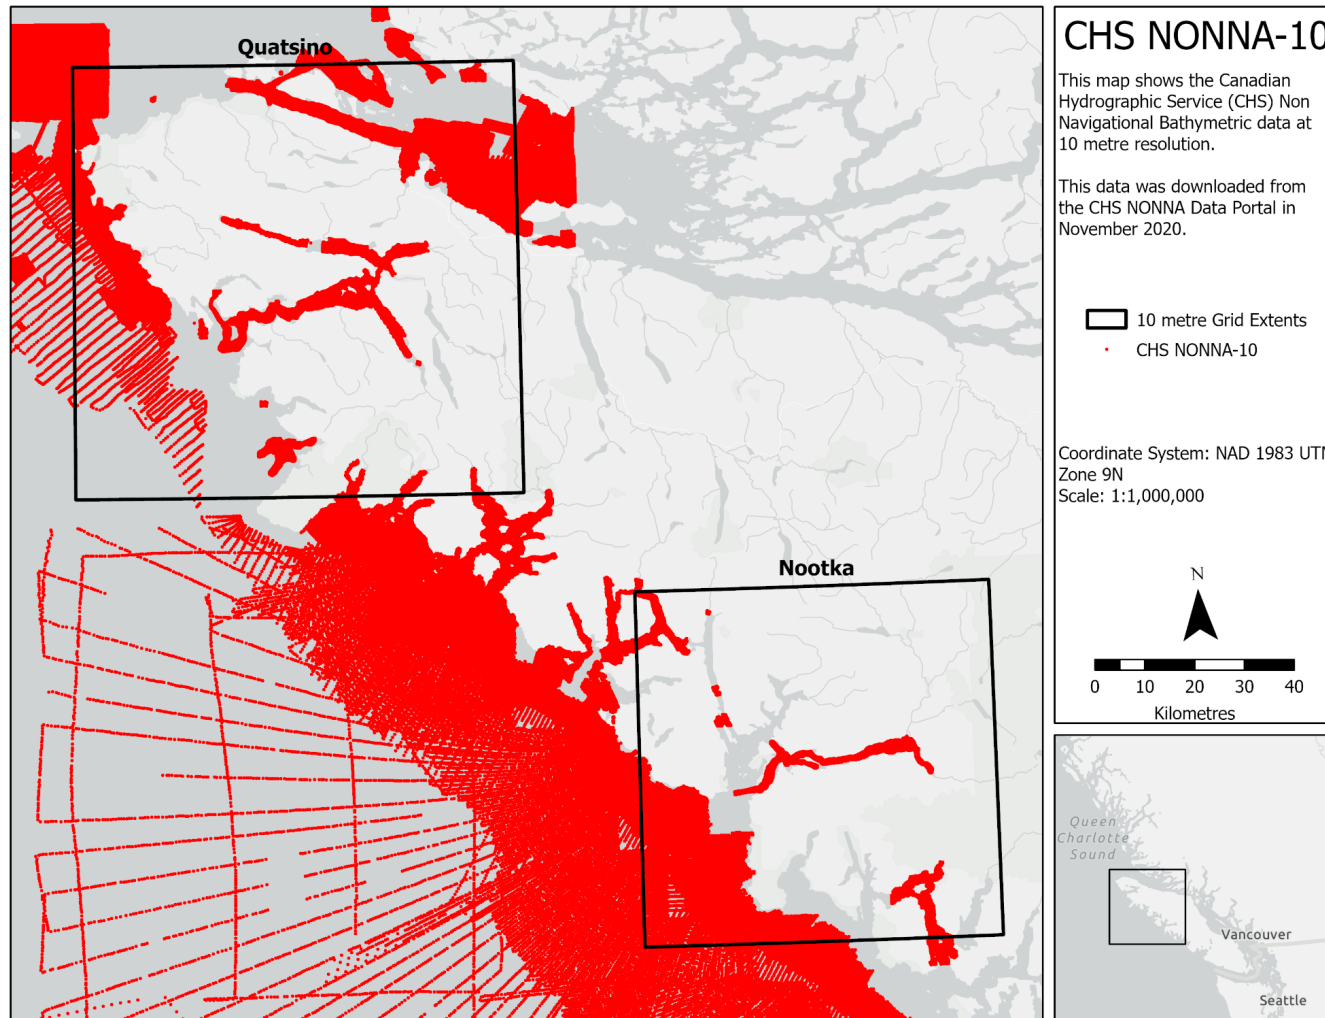 Quatsino
Nootka
CHS NONNA-10
This map shows the Canadian
Hydrographic Service (CHS) Non
Navigational Bathymetric data at
10 metre resolution.
This data was downloaded from
the CHS NONNA Data Portal in
November 2020.
10 metre Grid Extents
CHS NONNA-10
Coordinate System: NAD 1983 UTM
Zone 9N
Scale: 1:1,000,000
N
0 10 20 30 40
Kilometres
Queen
Charlotte
Sound
Vancouver
Seattle